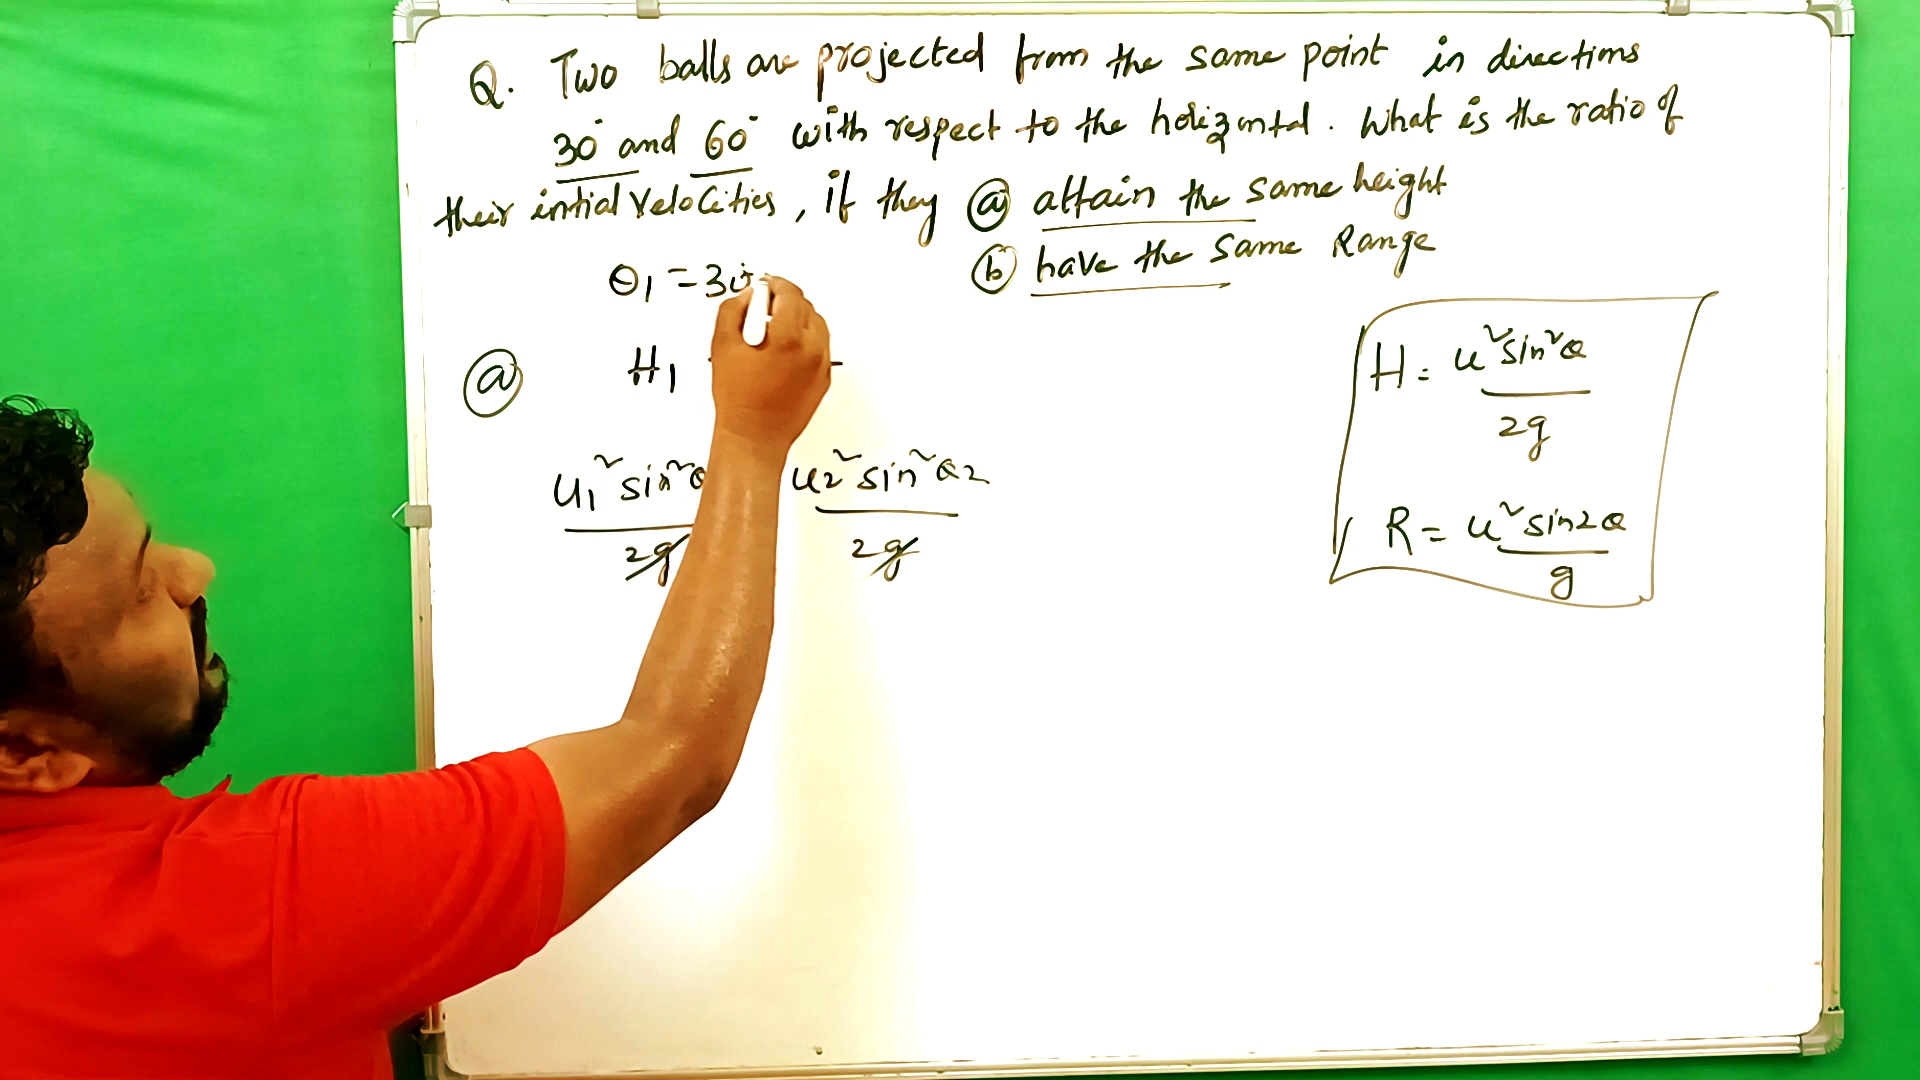 Q. Two balls are projected from the same point in directions
30° and 60° with respect to the horizontal. What is the ratio of
their intial velocities, if they ⓐ attain the same height
ⓑ have the same Range
θ₁ = 30
ⓐ H₁
u₁² sin²θ u₂² sin²θ₂
2g 2g
H = u² sin²θ
2g
R = u² sin2θ
g